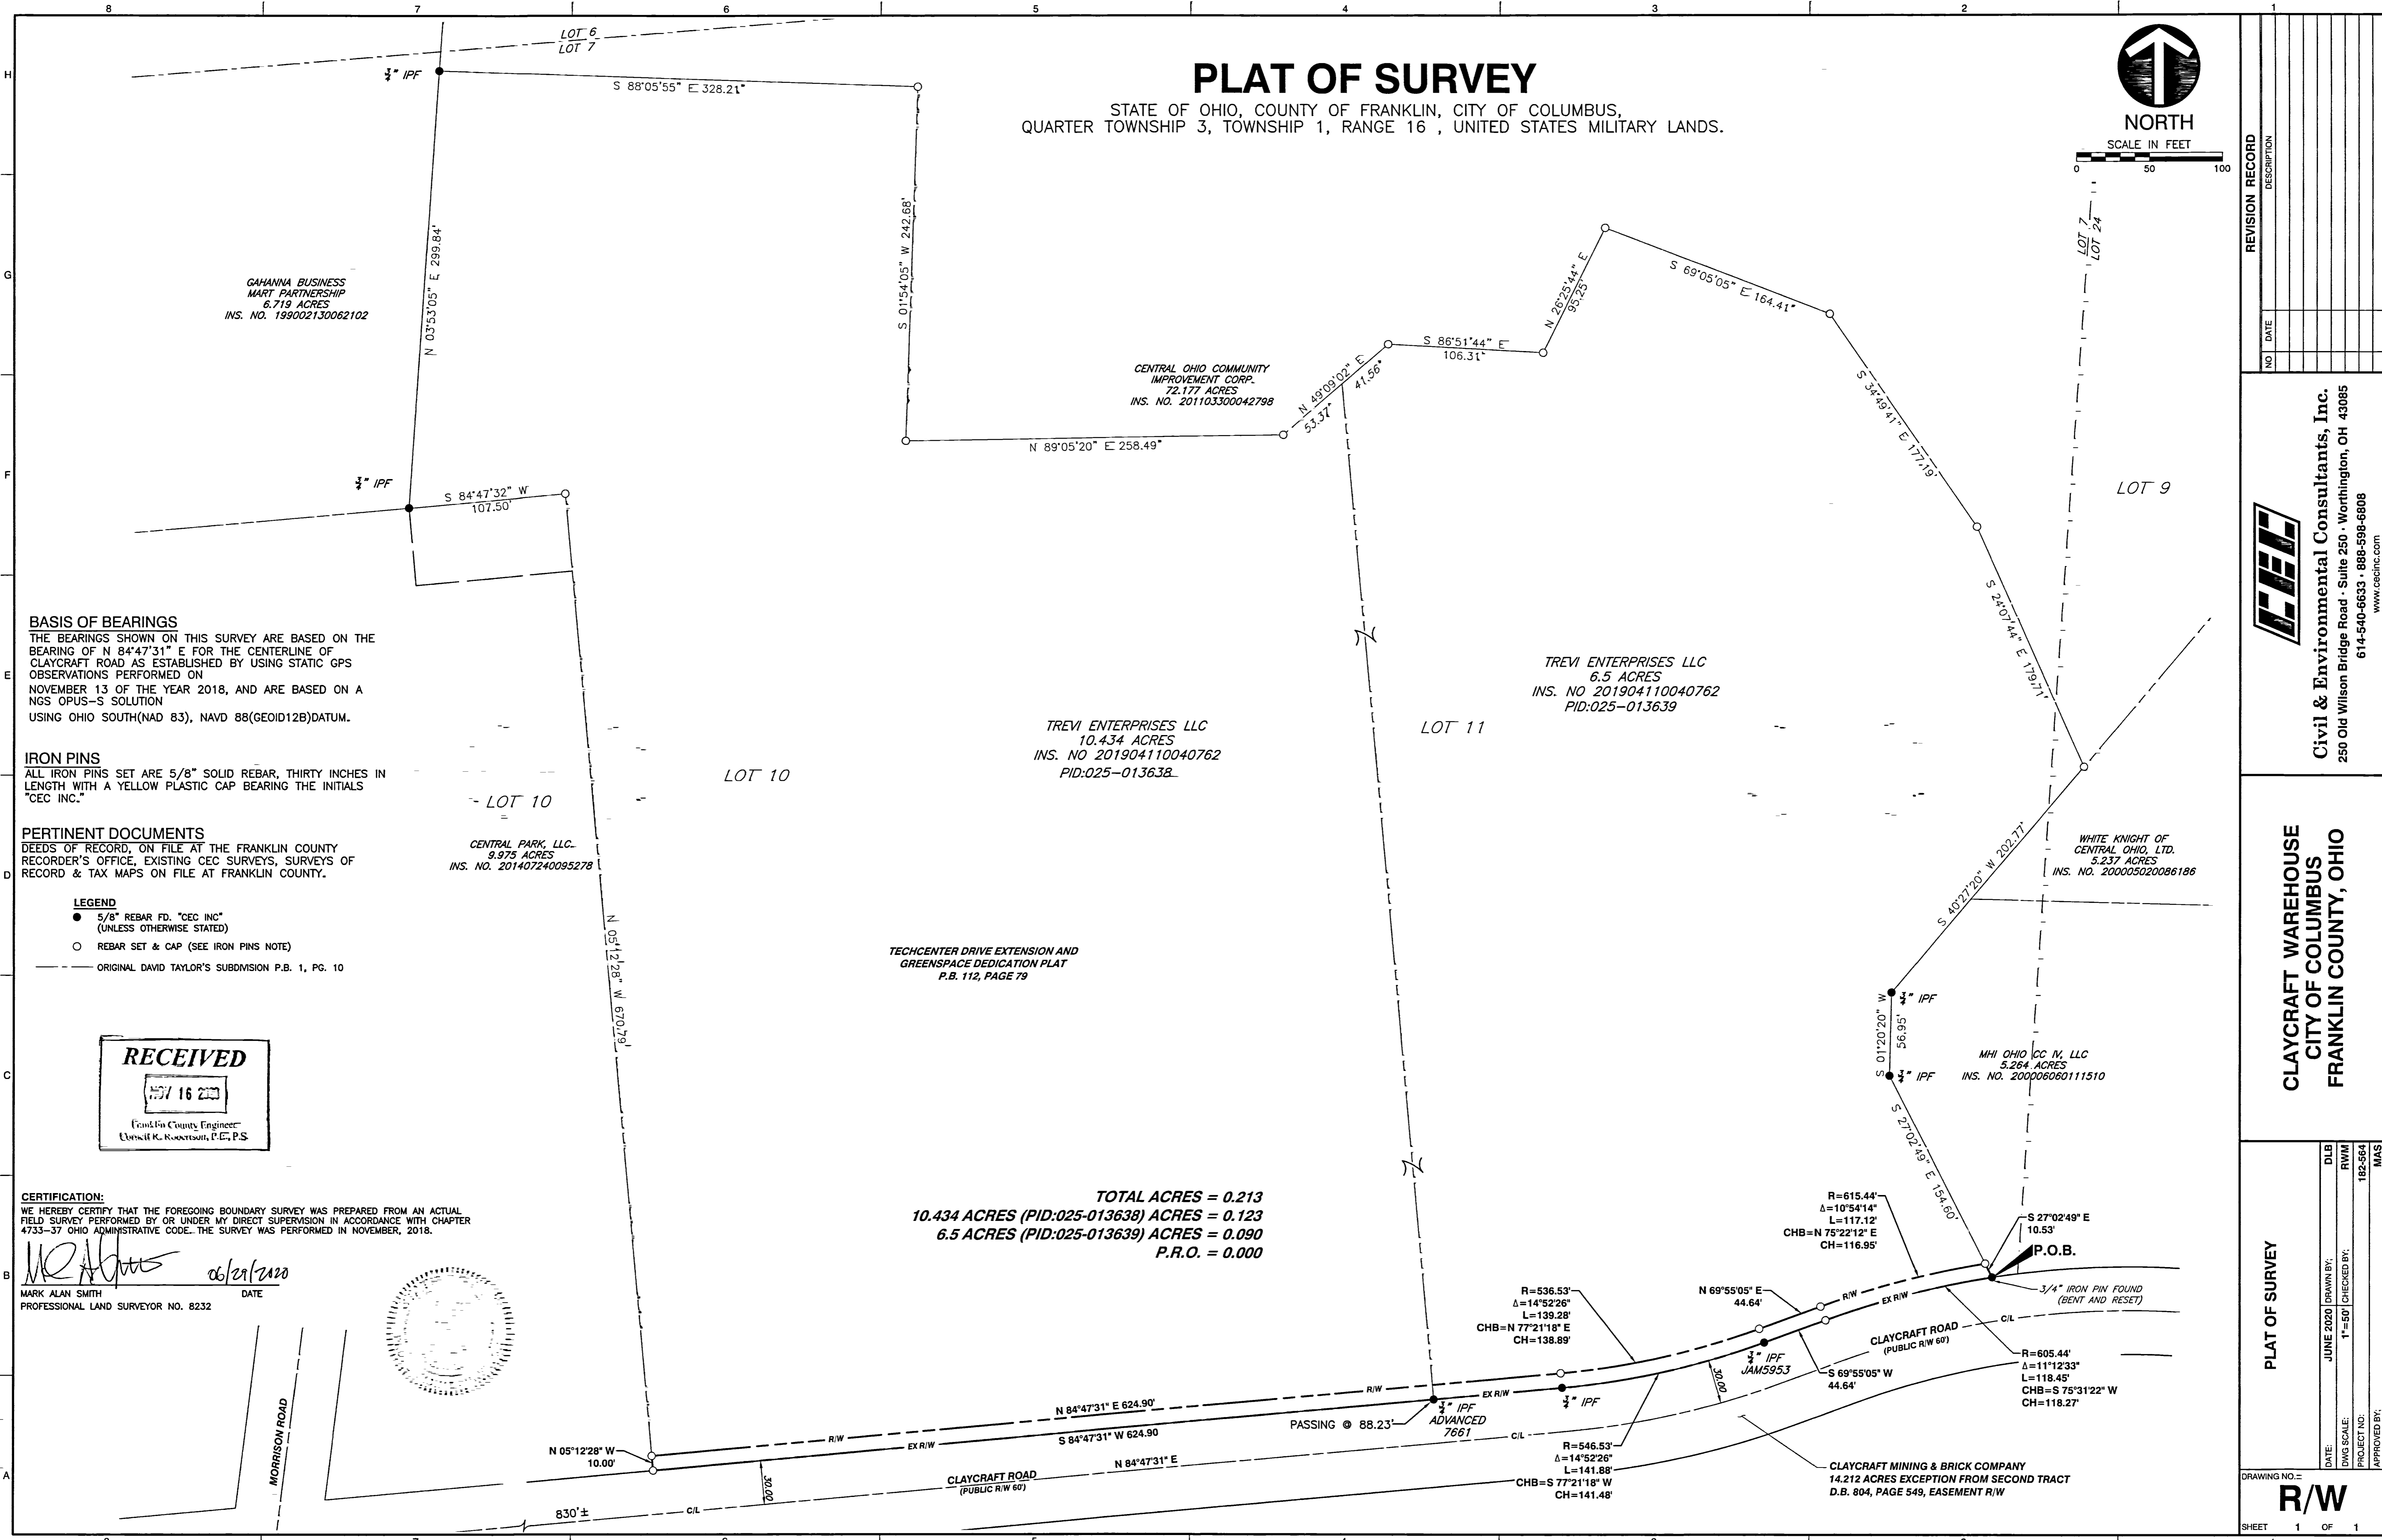 8 7 6 5 4 3 2 1
H
G
F
E
D
C
B
A
PLAT OF SURVEY
STATE OF OHIO, COUNTY OF FRANKLIN, CITY OF COLUMBUS,
QUARTER TOWNSHIP 3, TOWNSHIP 1, RANGE 16 , UNITED STATES MILITARY LANDS.
NORTH
SCALE IN FEET
0 50 100
LOT 6
LOT 7
3/4" IPF
S 88°05'55" E 328.21'
N 03°53'05" E 299.84'
S 01°54'05" W 242.68'
GAHANNA BUSINESS
MART PARTNERSHIP
6.719 ACRES
INS. NO. 199002130062102
CENTRAL OHIO COMMUNITY
IMPROVEMENT CORP.
72.177 ACRES
INS. NO. 201103300042798
N 89°05'20" E 258.49'
N 49°09'02" E
53.37'
41.56'
S 86°51'44" E
106.31'
N 26°25'44" E
95.25'
S 69°05'05" E 164.41'
S 34°49'41" E 177.19'
S 24°07'44" E 179.71'
LOT 7
LOT 24
LOT 9
3/4" IPF
S 84°47'32" W
107.50'
BASIS OF BEARINGS
THE BEARINGS SHOWN ON THIS SURVEY ARE BASED ON THE
BEARING OF N 84°47'31" E FOR THE CENTERLINE OF
CLAYCRAFT ROAD AS ESTABLISHED BY USING STATIC GPS
OBSERVATIONS PERFORMED ON
NOVEMBER 13 OF THE YEAR 2018, AND ARE BASED ON A
NGS OPUS-S SOLUTION
USING OHIO SOUTH(NAD 83), NAVD 88(GEOID12B)DATUM.
IRON PINS
ALL IRON PINS SET ARE 5/8" SOLID REBAR, THIRTY INCHES IN
LENGTH WITH A YELLOW PLASTIC CAP BEARING THE INITIALS
"CEC INC."
PERTINENT DOCUMENTS
DEEDS OF RECORD, ON FILE AT THE FRANKLIN COUNTY
RECORDER'S OFFICE, EXISTING CEC SURVEYS, SURVEYS OF
RECORD & TAX MAPS ON FILE AT FRANKLIN COUNTY.
LEGEND
5/8" REBAR FD. "CEC INC"
(UNLESS OTHERWISE STATED)
REBAR SET & CAP (SEE IRON PINS NOTE)
ORIGINAL DAVID TAYLOR'S SUBDIVISION P.B. 1, PG. 10
RECEIVED
NOV 16
Franklin County Engineer
Cornell R. Robertson, P.E., P.S.
CERTIFICATION:
WE HEREBY CERTIFY THAT THE FOREGOING BOUNDARY SURVEY WAS PREPARED FROM AN ACTUAL
FIELD SURVEY PERFORMED BY OR UNDER MY DIRECT SUPERVISION IN ACCORDANCE WITH CHAPTER
4733-37 OHIO ADMINISTRATIVE CODE. THE SURVEY WAS PERFORMED IN NOVEMBER, 2018.
06/29/2020
MARK ALAN SMITH DATE
PROFESSIONAL LAND SURVEYOR NO. 8232
LOT 10
LOT 10
LOT 11
CENTRAL PARK, LLC.
9.975 ACRES
INS. NO. 201407240095278
N 05°12'28" W 670.79'
TREVI ENTERPRISES LLC
10.434 ACRES
INS. NO 201904110040762
PID:025-013638
TREVI ENTERPRISES LLC
6.5 ACRES
INS. NO 201904110040762
PID:025-013639
TECHCENTER DRIVE EXTENSION AND
GREENSPACE DEDICATION PLAT
P.B. 112, PAGE 79
S 40°27'20" W 202.77'
WHITE KNIGHT OF
CENTRAL OHIO, LTD.
5.237 ACRES
INS. NO. 200005020086186
3/4" IPF
S 01°20'20" W
56.95'
3/4" IPF
MHI OHIO CC IV, LLC
5.264 ACRES
INS. NO. 200006060111510
S 27°02'49" E 154.60'
TOTAL ACRES = 0.213
10.434 ACRES (PID:025-013638) ACRES = 0.123
6.5 ACRES (PID:025-013639) ACRES = 0.090
P.R.O. = 0.000
R=615.44'
Δ=10°54'14"
L=117.12'
CHB=N 75°22'12" E
CH=116.95'
S 27°02'49" E
10.53'
P.O.B.
3/4" IRON PIN FOUND
(BENT AND RESET)
R=536.53'
Δ=14°52'26"
L=139.28'
CHB=N 77°21'18" E
CH=138.89'
N 69°55'05" E
44.64'
R/W
EX R/W
CLAYCRAFT ROAD
(PUBLIC R/W 60')
C/L
3/4" IPF
JAM5953
S 69°55'05" W
44.64'
R=605.44'
Δ=11°12'33"
L=118.45'
CHB=S 75°31'22" W
CH=118.27'
30.00
3/4" IPF
PASSING @ 88.23'
3/4" IPF
ADVANCED
7661
R/W
EX R/W
N 84°47'31" E 624.90'
S 84°47'31" W 624.90
R/W
EX R/W
N 05°12'28" W
10.00'
30.00
N 84°47'31" E
CLAYCRAFT ROAD
(PUBLIC R/W 60')
C/L
C/L
830'±
MORRISON ROAD
R=546.53'
Δ=14°52'26"
L=141.88'
CHB=S 77°21'18" W
CH=141.48'
CLAYCRAFT MINING & BRICK COMPANY
14.212 ACRES EXCEPTION FROM SECOND TRACT
D.B. 804, PAGE 549, EASEMENT R/W
REVISION RECORD
NO DATE DESCRIPTION
CEC
Civil & Environmental Consultants, Inc.
250 Old Wilson Bridge Road · Suite 250 · Worthington, OH 43085
614-540-6633 · 888-598-6808
www.cecinc.com
CLAYCRAFT WAREHOUSE
CITY OF COLUMBUS
FRANKLIN COUNTY, OHIO
PLAT OF SURVEY
DATE: JUNE 2020 DRAWN BY: DLB
DWG SCALE: 1"=50' CHECKED BY: RWM
PROJECT NO: 182-564
APPROVED BY: MAS
DRAWING NO.:
R/W
SHEET 1 OF 1